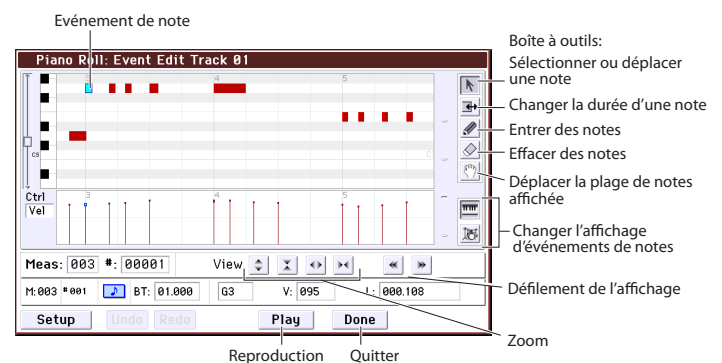 Evénement de note
Boîte à outils:
Piano Roll: Event Edit Track 01
Sélectionner ou déplacer
une note
3 4 5
Changer la durée d'une note
Entrer des notes
C3
Effacer des notes
Déplacer la plage de notes
affichée
Ctrl
3 4 5
Vel
Changer l'affichage
d'événements de notes
Meas: 003 #: 00001 View
Défilement de l'affichage
M:003 #001 BT: 01.000 G3 V: 095 L: 000.108
Setup Undo Redo Play Done
Zoom
Reproduction Quitter